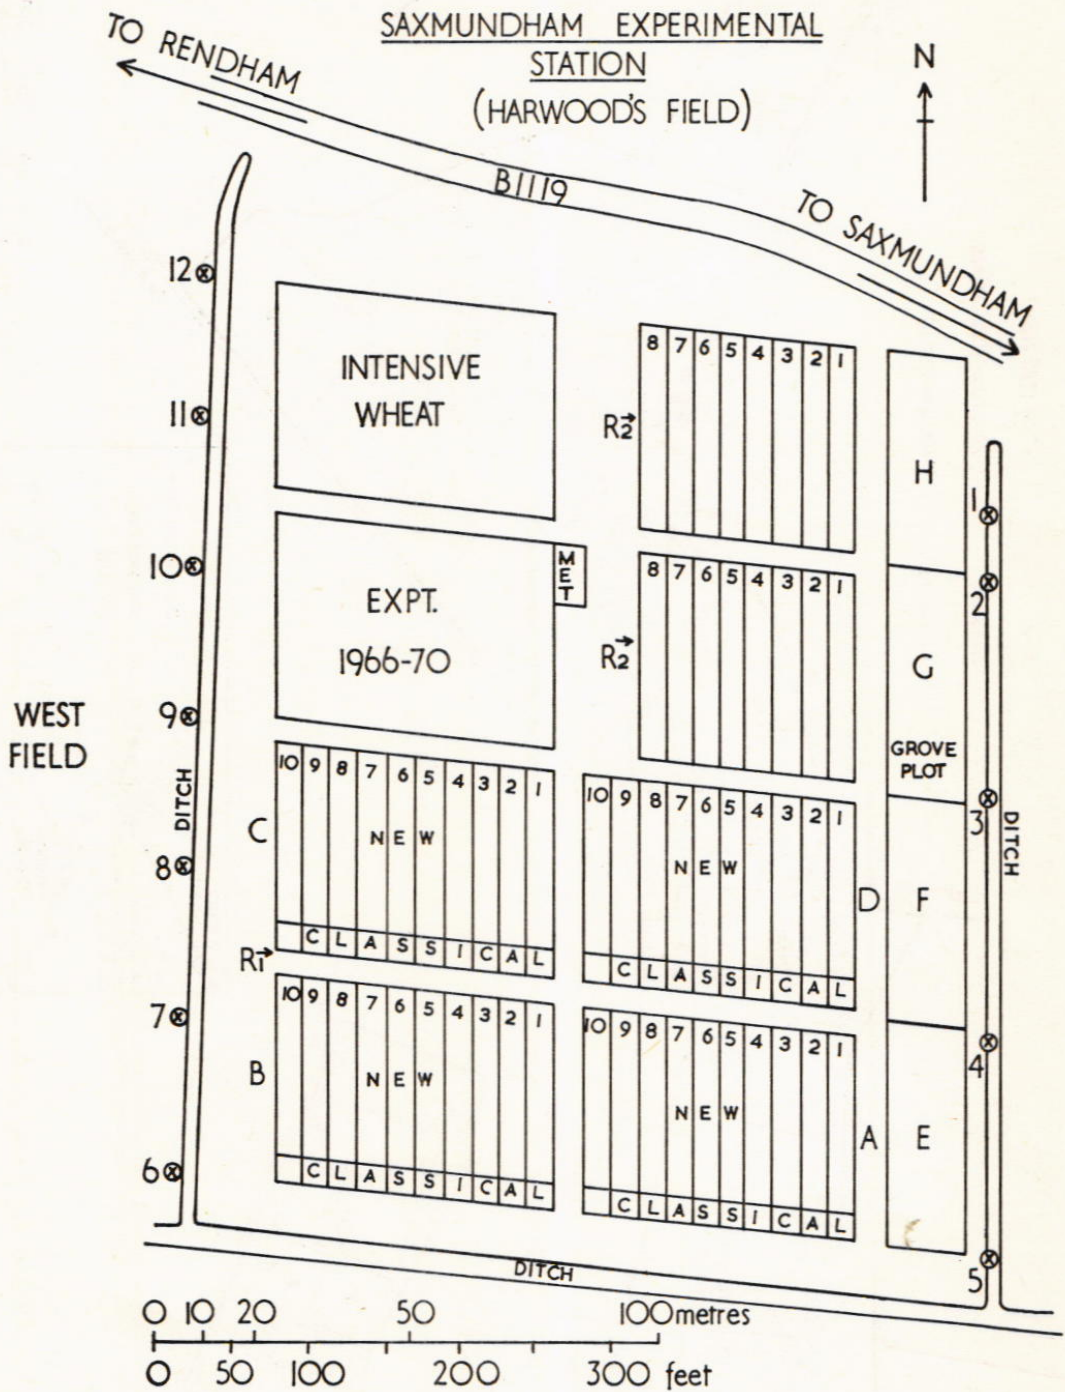 SAXMUNDHAM EXPERIMENTAL
STATION
(HARWOOD'S FIELD)
N
TO RENDHAM
B1119
TO SAXMUNDHAM
12
11
10
9
8
7
6
WEST
FIELD
DITCH
INTENSIVE
WHEAT
EXPT.
1966-70
MET
R2
8 7 6 5 4 3 2 1
R2
8 7 6 5 4 3 2 1
H
G
GROVE
PLOT
F
E
1
2
3
4
5
DITCH
C
10 9 8 7 6 5 4 3 2 1
NEW
CLASSICAL
D
10 9 8 7 6 5 4 3 2 1
NEW
CLASSICAL
R1
B
10 9 8 7 6 5 4 3 2 1
NEW
CLASSICAL
A
10 9 8 7 6 5 4 3 2 1
NEW
CLASSICAL
DITCH
0 10 20 50 100 metres
0 50 100 200 300 feet